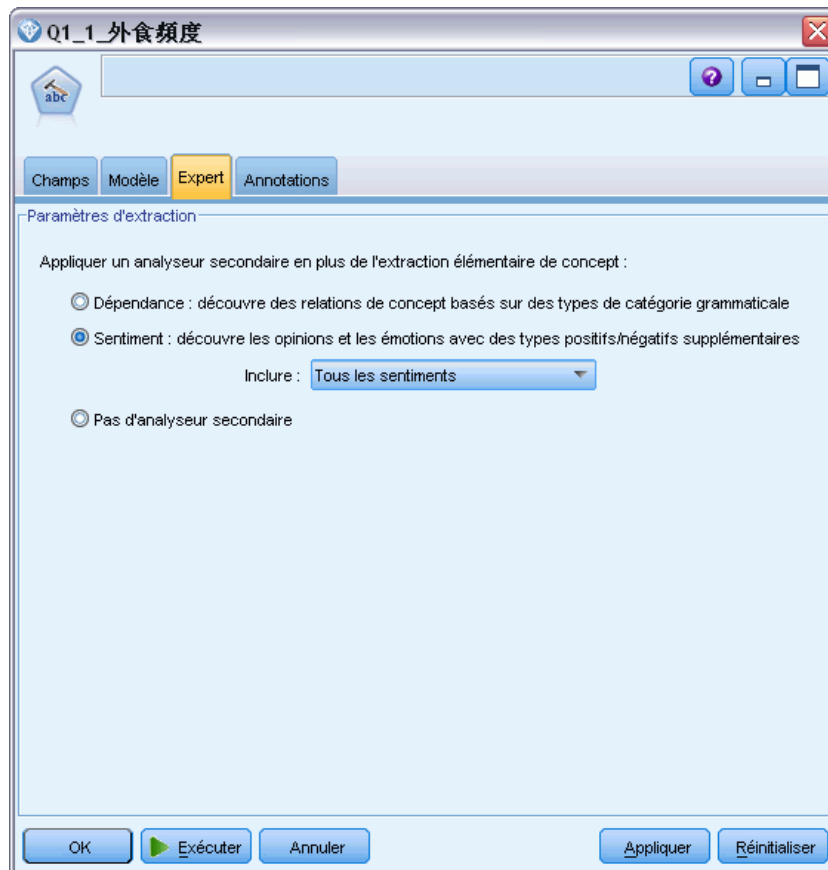 Q1_1_外食頻度
abc
Champs Modèle Expert Annotations
Paramètres d'extraction
Appliquer un analyseur secondaire en plus de l'extraction élémentaire de concept :
Dépendance : découvre des relations de concept basés sur des types de catégorie grammaticale
Sentiment : découvre les opinions et les émotions avec des types positifs/négatifs supplémentaires
Inclure : Tous les sentiments
Pas d'analyseur secondaire
OK Exécuter Annuler Appliquer Réinitialiser